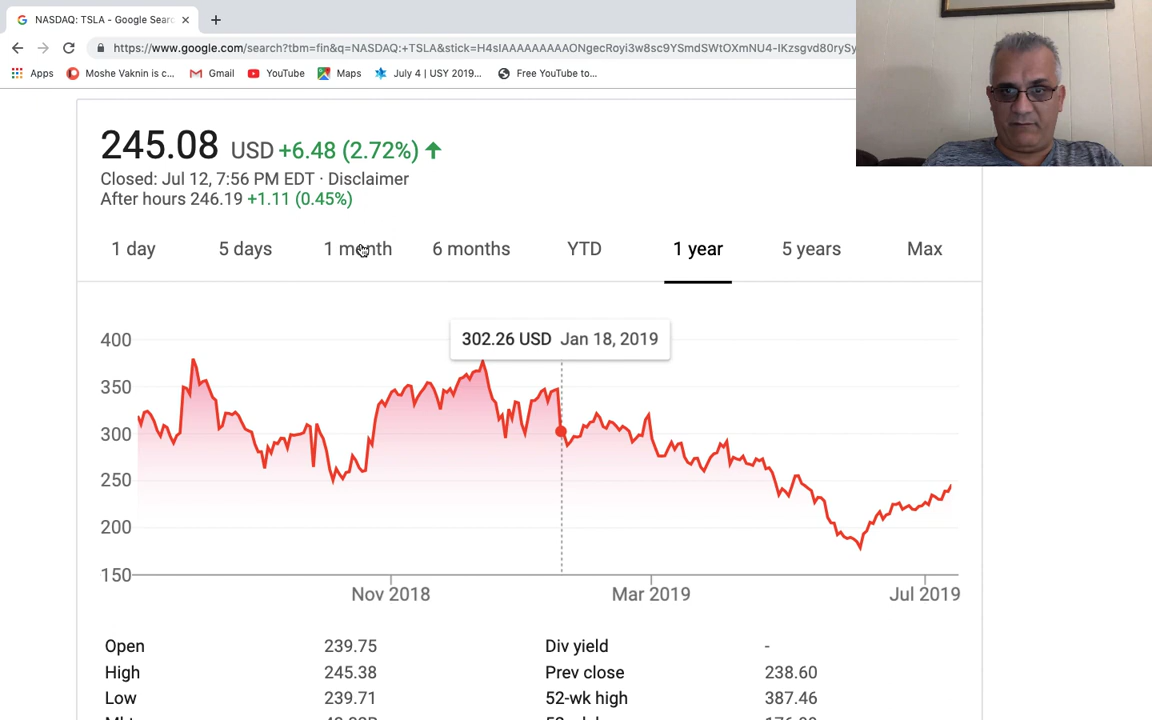 NASDAQ: TSLA - Google Searc
https://www.google.com/search?tbm=fin&q=NASDAQ:+TSLA&stick=
Apps Moshe Vaknin is c... Gmail YouTube Maps July 4 | USY 2019... Free YouTube to...
245.08 USD +6.48 (2.72%)
Closed: Jul 12, 7:56 PM EDT · Disclaimer
After hours 246.19 +1.11 (0.45%)
1 day 5 days 1 month 6 months YTD 1 year 5 years Max
302.26 USD Jan 18, 2019
400
350
300
250
200
150
Nov 2018 Mar 2019 Jul 2019
Open 239.75 Div yield -
High 245.38 Prev close 238.60
Low 239.71 52-wk high 387.46